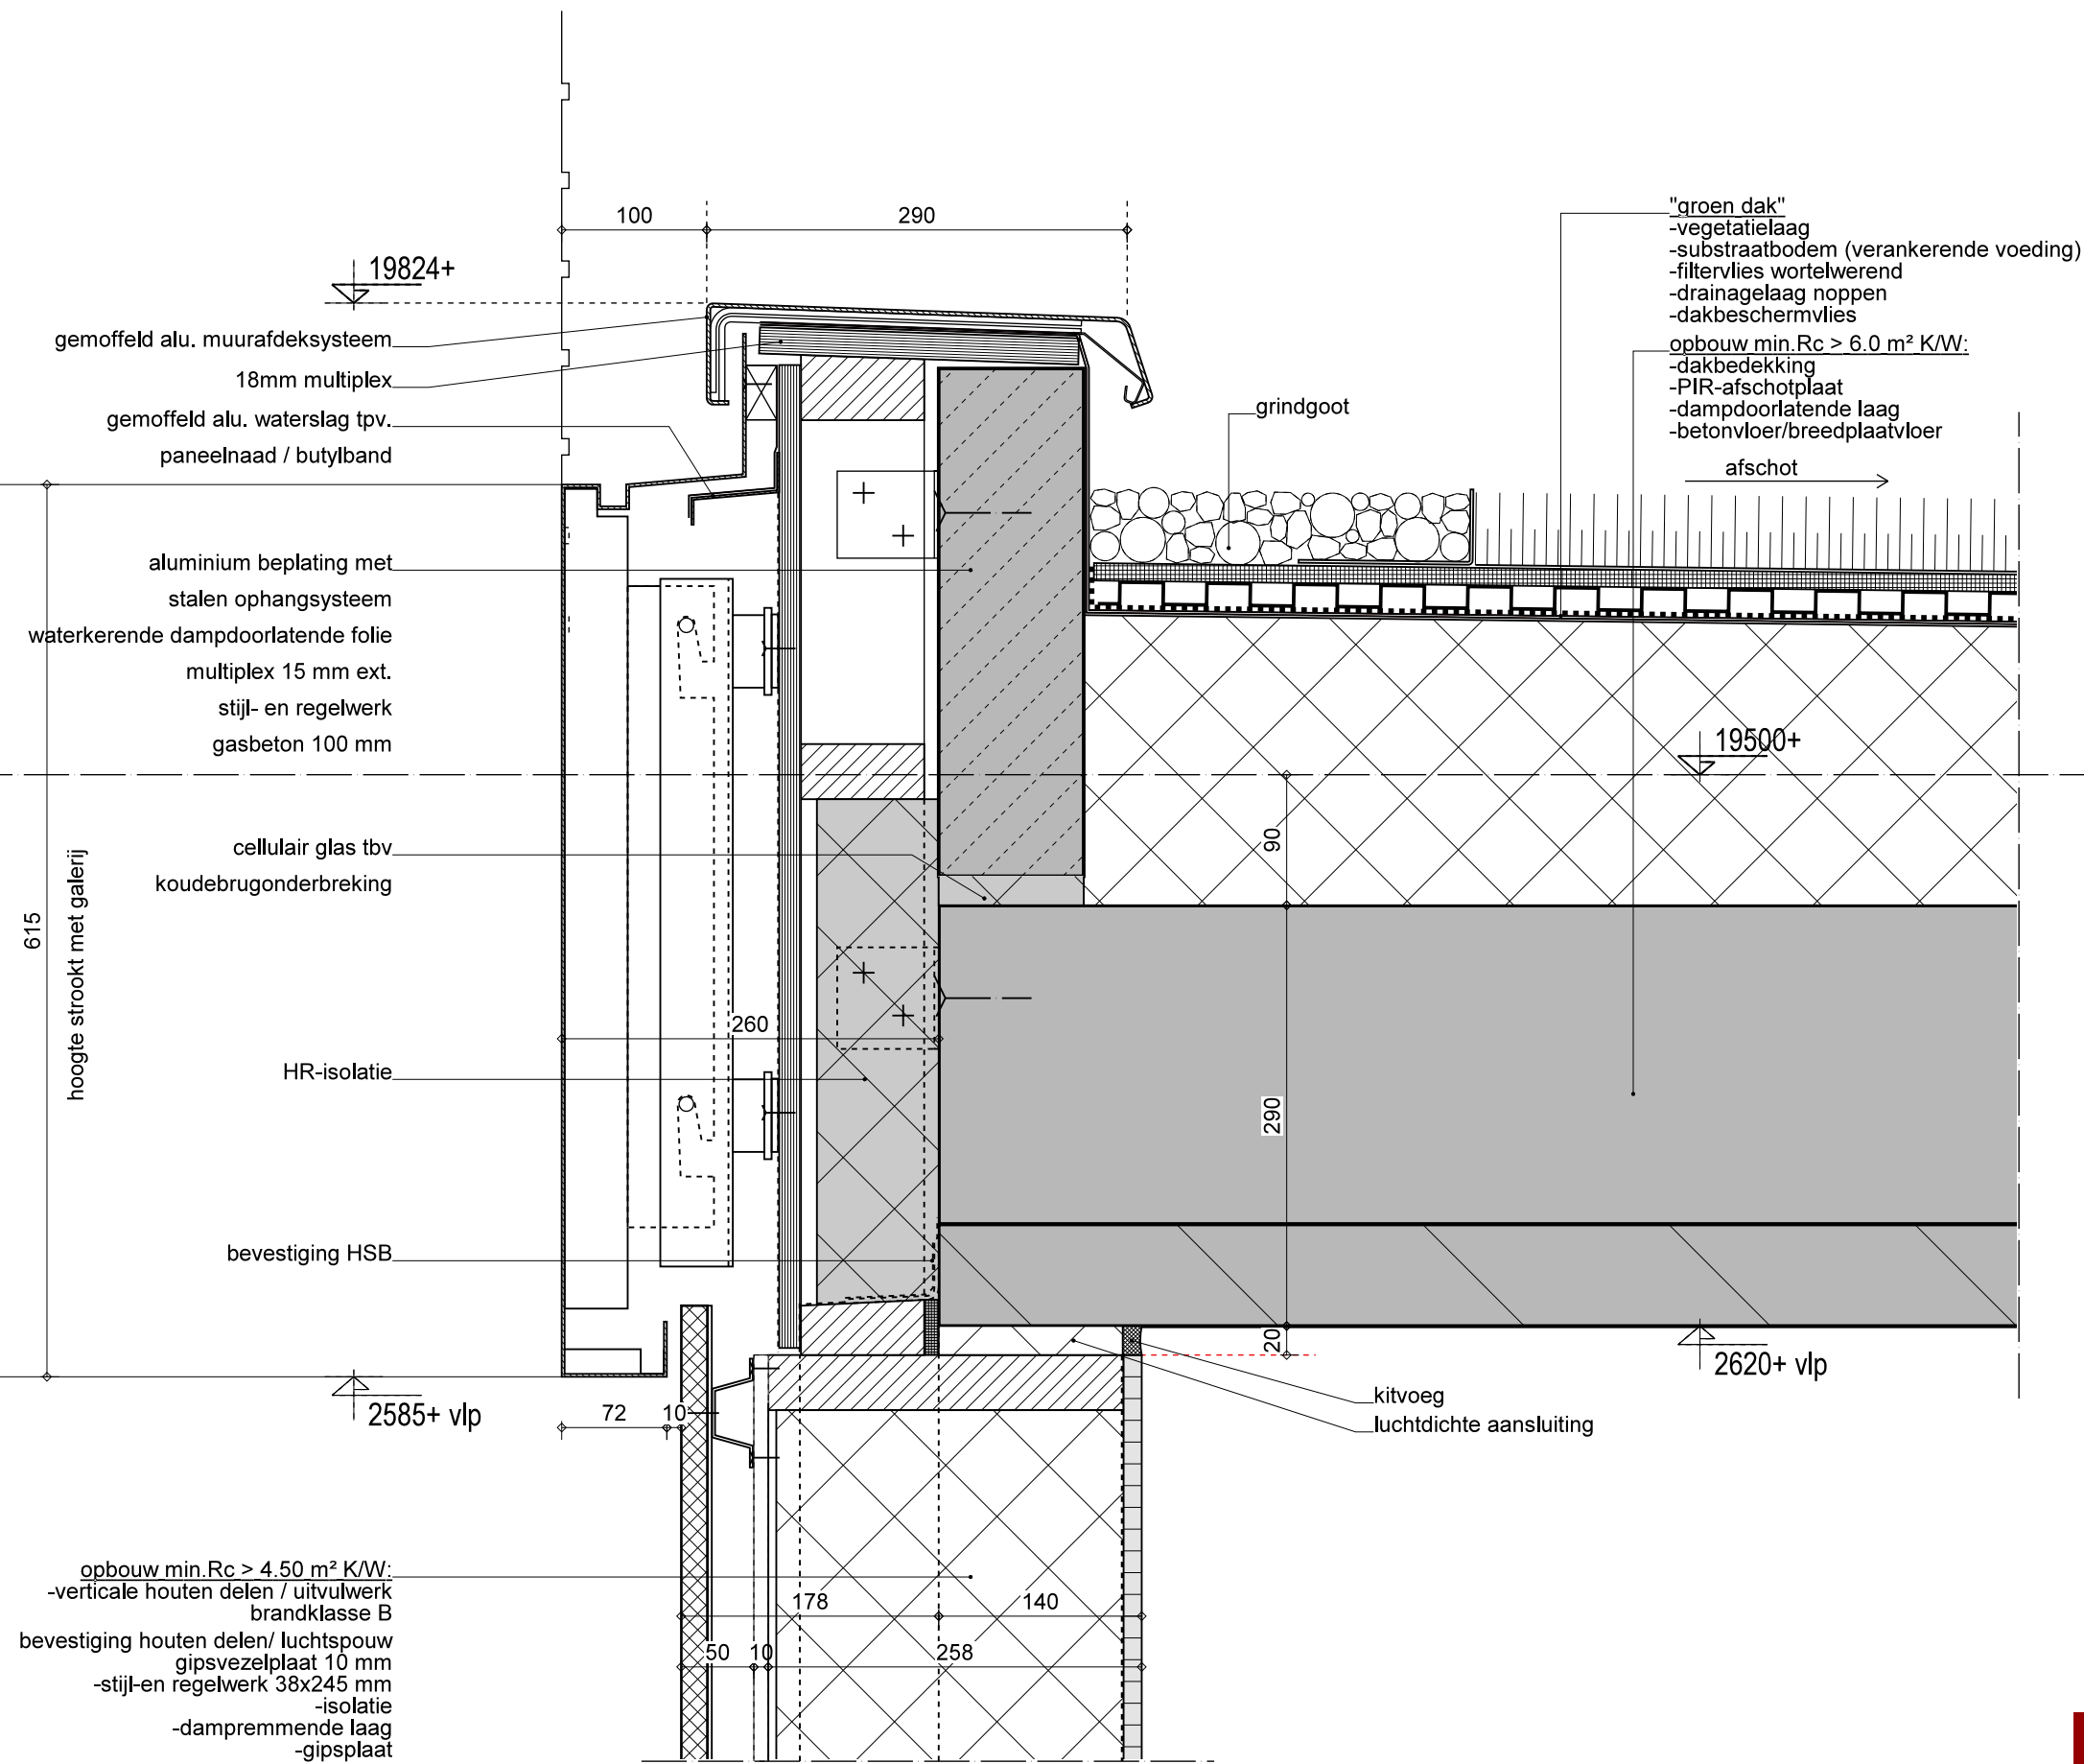 100
290
19824+
gemoffeld alu. muurafdeksysteem
18mm multiplex
gemoffeld alu. waterslag tpv.
paneelnaad / butylband
aluminium beplating met
stalen ophangsysteem
waterkerende dampdoorlatende folie
multiplex 15 mm ext.
stijl- en regelwerk
gasbeton 100 mm
cellulair glas tbv
koudebrugonderbreking
615
hoogte strookt met galerij
HR-isolatie
bevestiging HSB
2585+ vlp
"groen dak"
-vegetatielaag
-substraatbodem (verankerende voeding)
-filtervlies wortelwerend
-drainagelaag noppen
-dakbeschermvlies
opbouw min.Rc > 6.0 m² K/W:
-dakbedekking
-PIR-afschotplaat
-dampdoorlatende laag
-betonvloer/breedplaatvloer
afschot
grindgoot
19500+
90
260
290
20
2620+ vlp
kitvoeg
luchtdichte aansluiting
72
10
opbouw min.Rc > 4.50 m² K/W:
-verticale houten delen / uitvulwerk
brandklasse B
bevestiging houten delen/ luchtspouw
gipsvezelplaat 10 mm
-stijl-en regelwerk 38x245 mm
-isolatie
-dampremmende laag
-gipsplaat
178
140
50
10
258